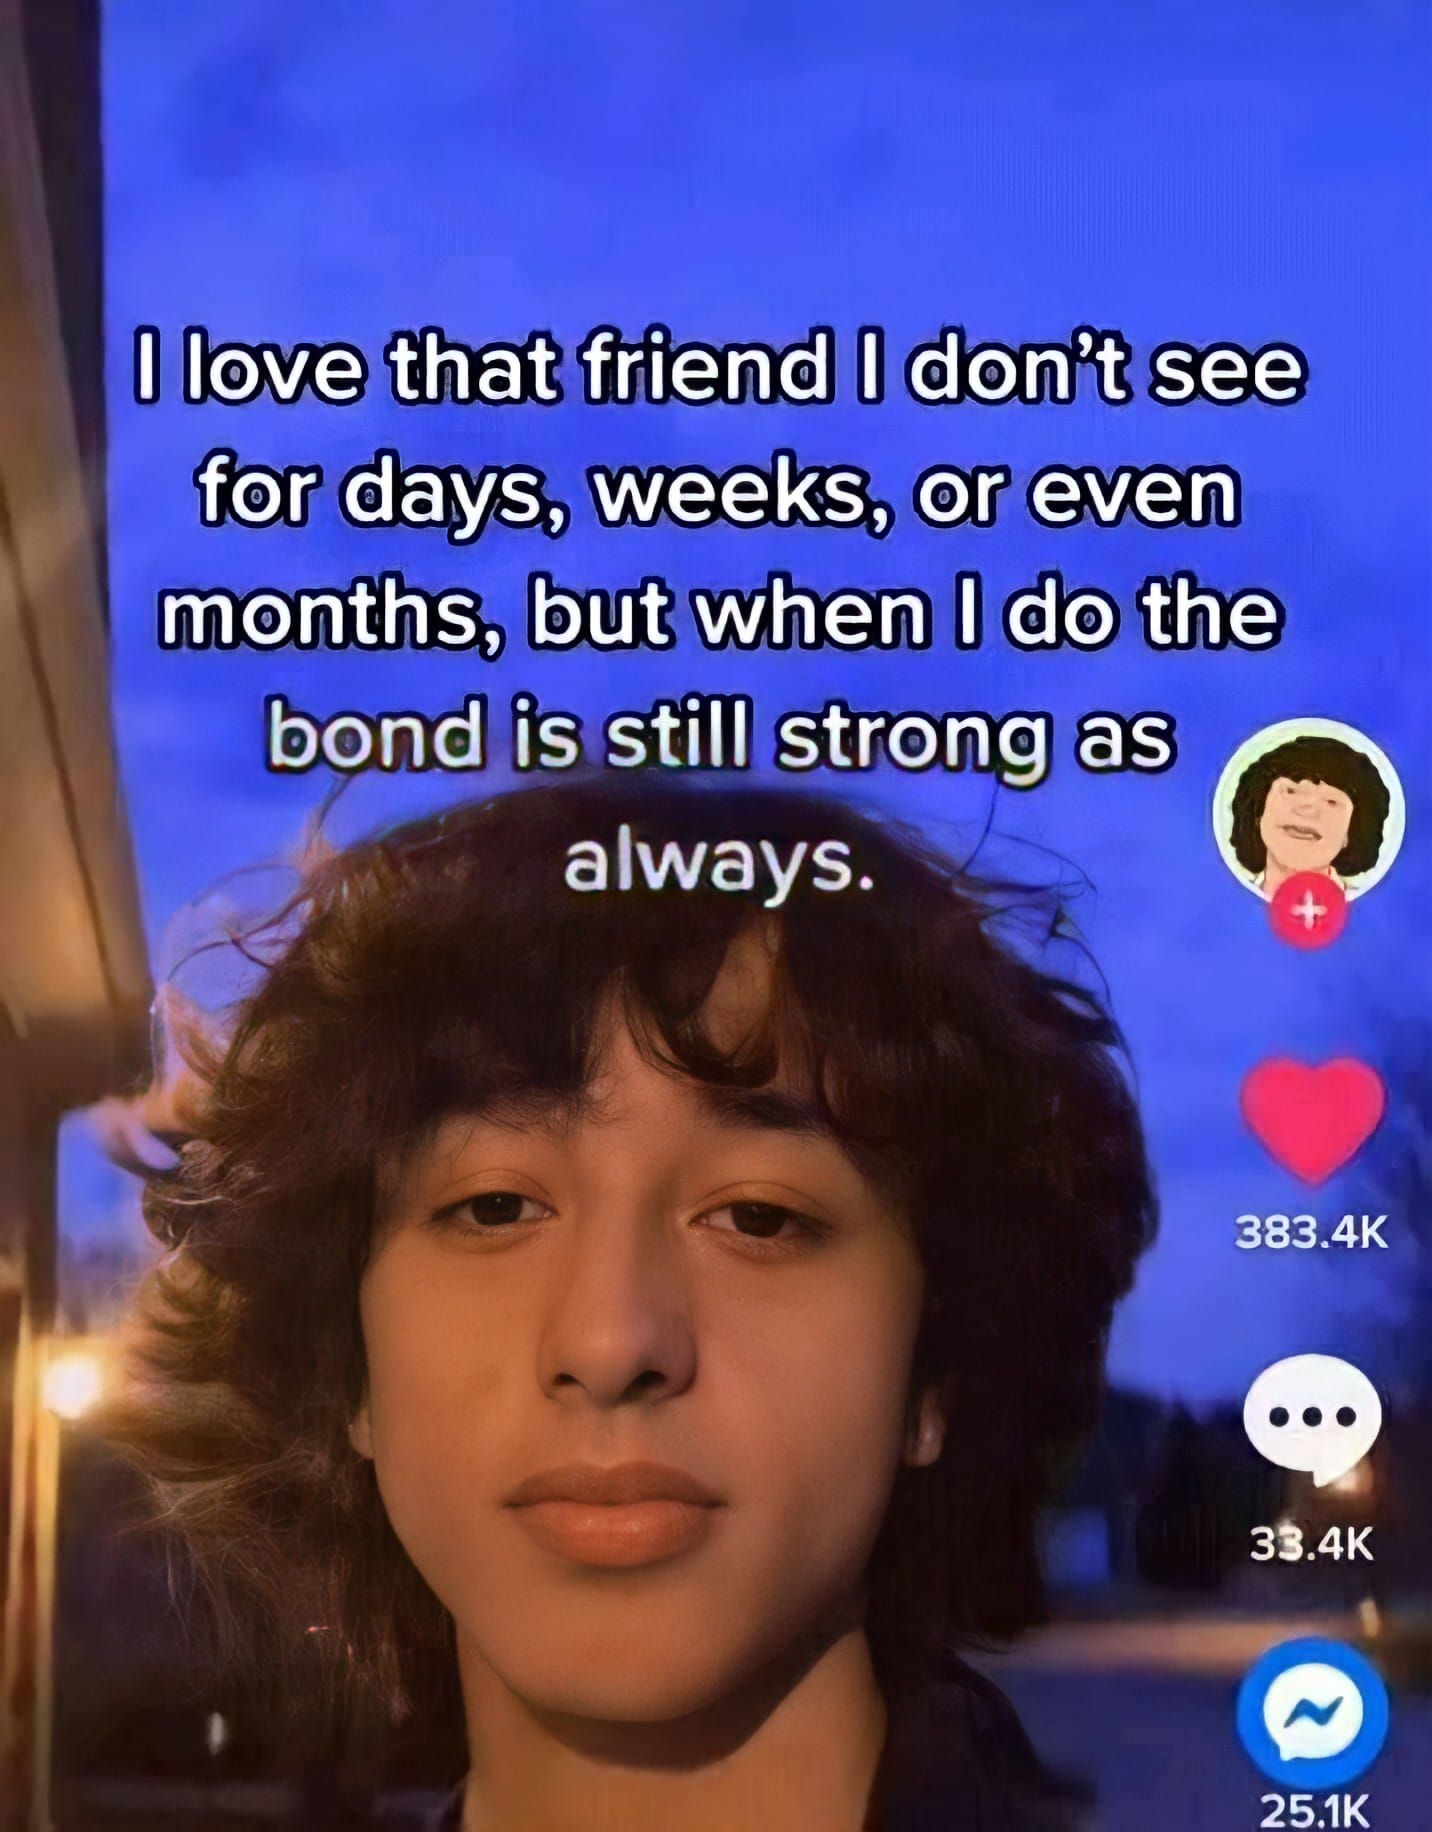 I love that friend I don't see
for days, weeks, or even
months, but when I do the
bond is still strong as
always.
383.4K
33.4K
25.1K